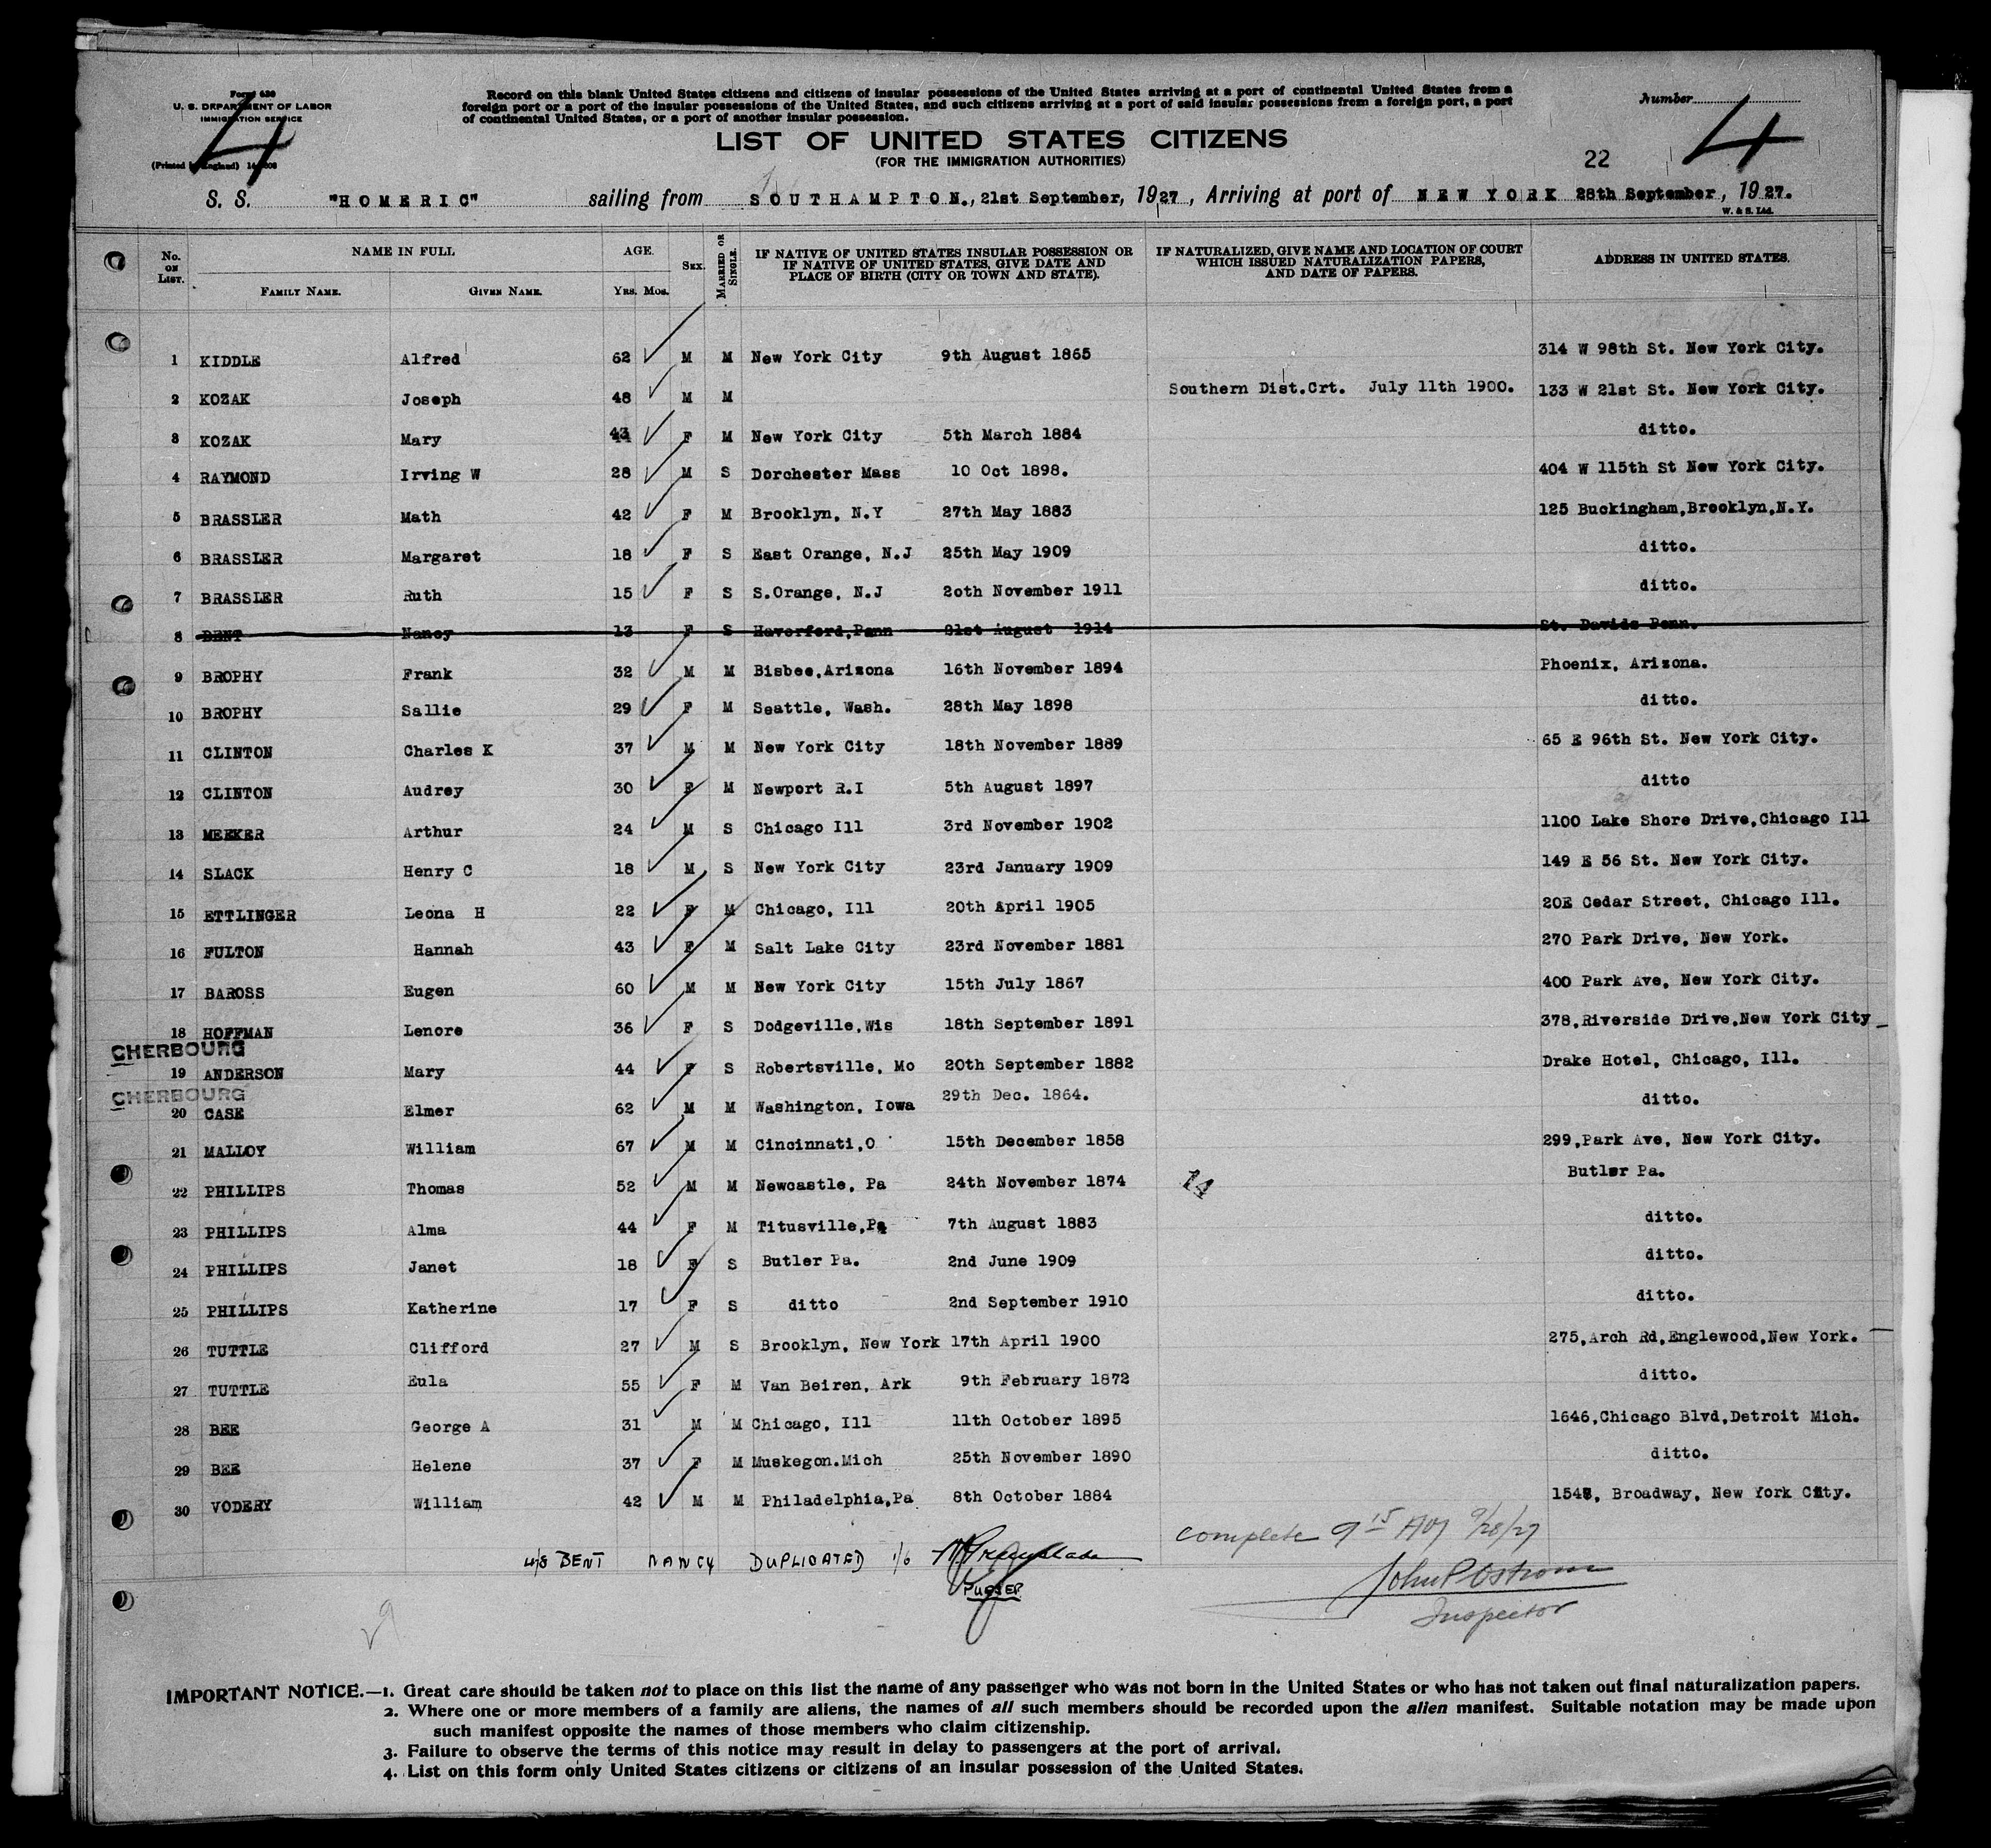 Form 630
U. S. DEPARTMENT OF LABOR
IMMIGRATION SERVICE
4
(Printed in England)
Record on this blank United States citizens and citizens of insular possessions of the United States arriving at a port of continental United States from a
foreign port or a port of the insular possessions of the United States, and such citizens arriving at a port of said insular possessions from a foreign port, a port
of continental United States, or a port of another insular possession.
Number
LIST OF UNITED STATES CITIZENS
(FOR THE IMMIGRATION AUTHORITIES)
22
4
S. S. "HOMERIC" sailing from SOUTHAMPTON., 21st September, 1927, Arriving at port of NEW YORK 28th September, 1927.
W. & S. Ltd.
No. ON LIST. NAME IN FULL AGE. SEX. MARRIED OR SINGLE. IF NATIVE OF UNITED STATES INSULAR POSSESSION OR IF NATIVE OF UNITED STATES, GIVE DATE AND PLACE OF BIRTH (CITY OR TOWN AND STATE). IF NATURALIZED, GIVE NAME AND LOCATION OF COURT WHICH ISSUED NATURALIZATION PAPERS, AND DATE OF PAPERS. ADDRESS IN UNITED STATES.
FAMILY NAME. GIVEN NAME. YRS. MOS.
1 KIDDLE Alfred 62 M M New York City 9th August 1865 314 W 98th St. New York City.
2 KOZAK Joseph 48 M M Southern Dist.Crt. July 11th 1900. 133 W 21st St. New York City.
3 KOZAK Mary 43 F M New York City 5th March 1884 ditto.
4 RAYMOND Irving W 28 M S Dorchester Mass 10 Oct 1898. 404 W 115th St New York City.
5 BRASSLER Math 42 F M Brooklyn, N.Y 27th May 1883 125 Buckingham,Brooklyn,N.Y.
6 BRASSLER Margaret 18 F S East Orange, N.J 25th May 1909 ditto.
7 BRASSLER Ruth 15 F S S.Orange, N.J 2oth November 1911 ditto.
8 BENT Nancy 13 F S Haverford,Penn 21st August 1914 St. Davids Penn.
9 BROPHY Frank 32 M M Bisbee,Arizona 16th November 1894 Phoenix, Arizona.
10 BROPHY Sallie 29 F M Seattle, Wash. 28th May 1898 ditto.
11 CLINTON Charles K 37 M M New York City 18th November 1889 65 E 96th St. New York City.
12 CLINTON Audrey 30 F M Newport R.I 5th August 1897 ditto
13 MEEKER Arthur 24 M S Chicago Ill 3rd November 1902 1100 Lake Shore Drive,Chicago Ill
14 SLACK Henry C 18 M S New York City 23rd January 1909 149 E 56 St. New York City.
15 ETTLINGER Leona H 22 F M Chicago, Ill 20th April 1905 20E Cedar Street, Chicago Ill.
16 FULTON Hannah 43 F M Salt Lake City 23rd November 1881 270 Park Drive, New York.
17 BAROSS Eugen 60 M M New York City 15th July 1867 400 Park Ave, New York City.
18 HOFFMAN Lenore 36 F S Dodgeville,Wis 18th September 1891 378,Riverside Drive,New York City
CHERBOURG
19 ANDERSON Mary 44 F S Robertsville, Mo 20th September 1882 Drake Hotel, Chicago, Ill.
CHERBOURG
20 CASE Elmer 62 M M Washington, Iowa 29th Dec. 1864. ditto.
21 MALLOY William 67 M M Cincinnati,O 15th December 1858 299,Park Ave, New York City.
22 PHILLIPS Thomas 52 M M Newcastle, Pa 24th November 1874 14 Butler Pa.
23 PHILLIPS Alma 44 F M Titusville,Pa 7th August 1883 ditto.
24 PHILLIPS Janet 18 F S Butler Pa. 2nd June 1909 ditto.
25 PHILLIPS Katherine 17 F S ditto 2nd September 1910 ditto.
26 TUTTLE Clifford 27 M S Brooklyn, New York 17th April 1900 275,Arch Rd,Englewood,New York.
27 TUTTLE Eula 55 F M Van Beiren, Ark 9th February 1872 ditto.
28 BEE George A 31 M M Chicago, Ill 11th October 1895 1646,Chicago Blvd,Detroit Mich.
29 BEE Helene 37 F M Muskegon.Mich 25th November 1890 ditto.
30 VODERY William 42 M M Philadelphia,Pa 8th October 1884 Broadway, New York City.
complete 9 15 AM 9/28/27
BENT NANCY DUPLICATED 1/6
PURSER
John P Ostrom
Inspector
IMPORTANT NOTICE.—1. Great care should be taken not to place on this list the name of any passenger who was not born in the United States or who has not taken out final naturalization papers.
2. Where one or more members of a family are aliens, the names of all such members should be recorded upon the alien manifest. Suitable notation may be made upon
such manifest opposite the names of those members who claim citizenship.
3. Failure to observe the terms of this notice may result in delay to passengers at the port of arrival.
4. List on this form only United States citizens or citizens of an insular possession of the United States.